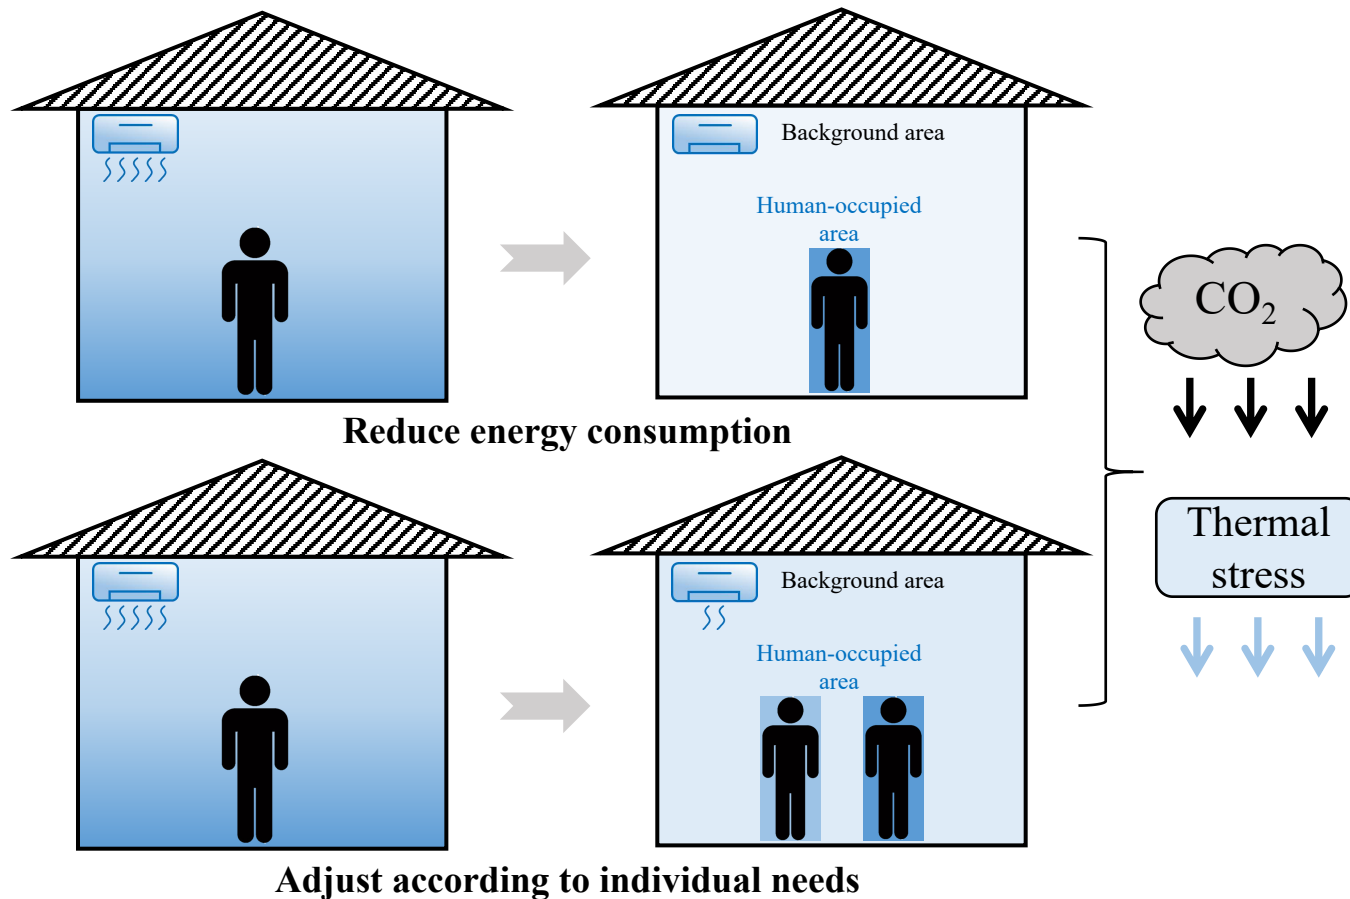 Background area
Human-occupied
area
Reduce energy consumption
Background area
Human-occupied
area
Adjust according to individual needs
CO₂
Thermal
stress